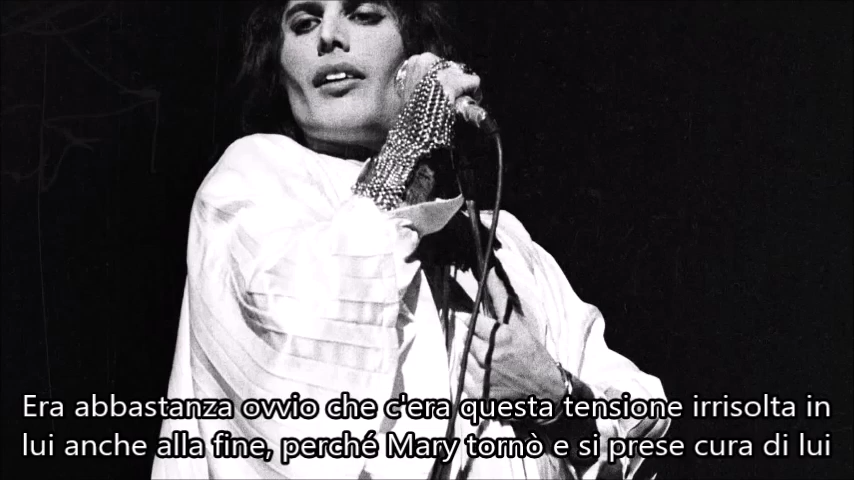 Era abbastanza ovvio che c'era questa tensione irrisolta in
lui anche alla fine, perché Mary tornò e si prese cura di lui